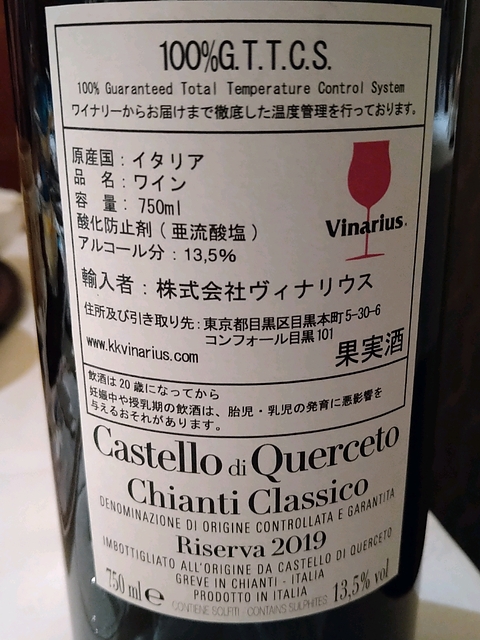 100%G.T.T.C.S.
100% Guaranteed Total Temperature Control System
ワイナリーからお届けまで徹底した温度管理を行っております。
原産国：イタリア
品　名：ワイン
容　量：750ml
酸化防止剤（亜流酸塩）
アルコール分：13,5%
Vinarius.
輸入者：株式会社ヴィナリウス
住所及び引き取り先：東京都目黒区目黒本町5-30-6
コンフォール目黒101
www.kkvinarius.com
果実酒
飲酒は20歳になってから
妊娠中や授乳期の飲酒は、胎児・乳児の発育に悪影響を
与えるおそれがあります。
Castello di Querceto
Chianti Classico
DENOMINAZIONE DI ORIGINE CONTROLLATA E GARANTITA
Riserva 2019
IMBOTTIGLIATO ALL'ORIGINE DA CASTELLO DI QUERCETO
GREVE IN CHIANTI - ITALIA
PRODOTTO IN ITALIA
750 ml e
13,5% vol
CONTIENE SOLFITI - CONTAINS SULPHITES